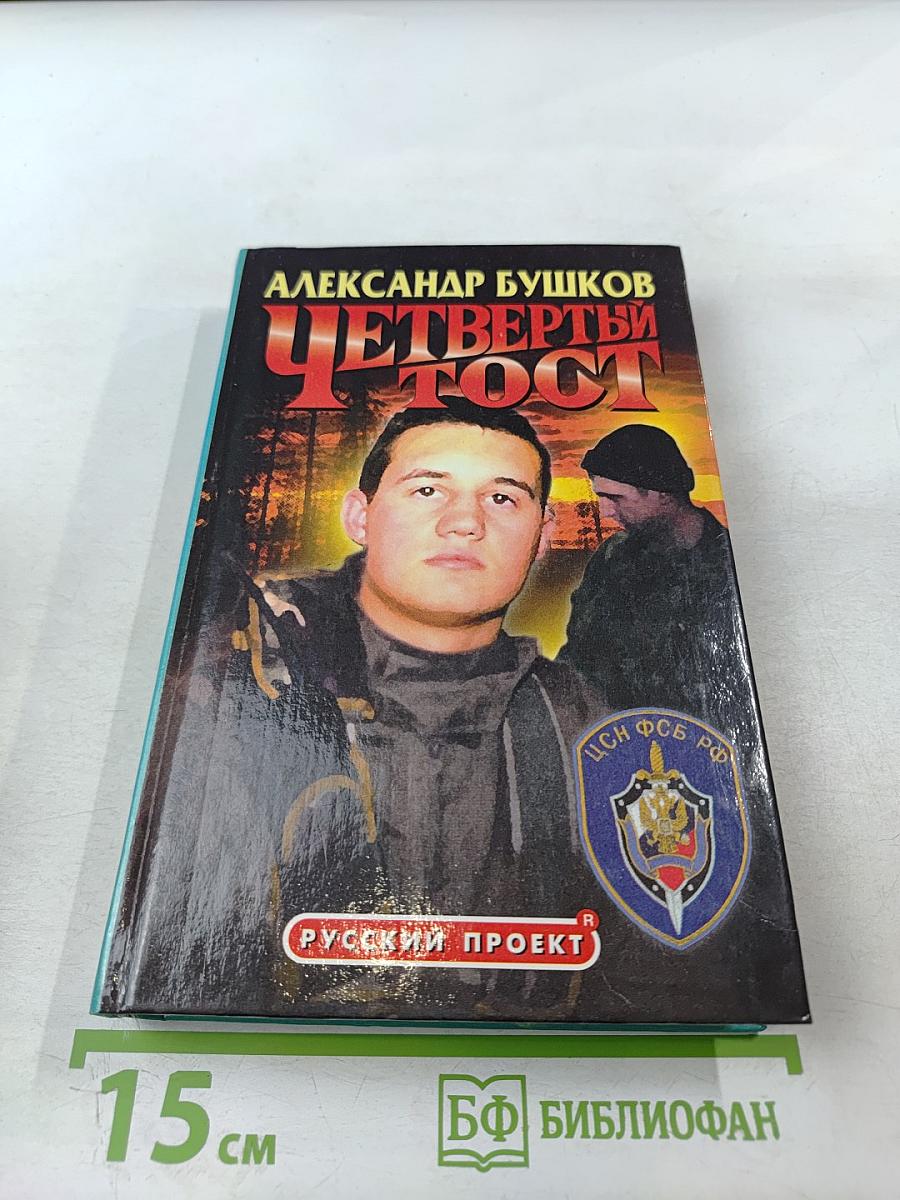 АЛЕКСАНДР БУШКОВ
ЧЕТВЕРТЫЙ
ТОСТ
ЦСН ФСБ РФ
РУССКИЙ ПРОЕКТ R
15 см
БФ БИБЛИОФАН